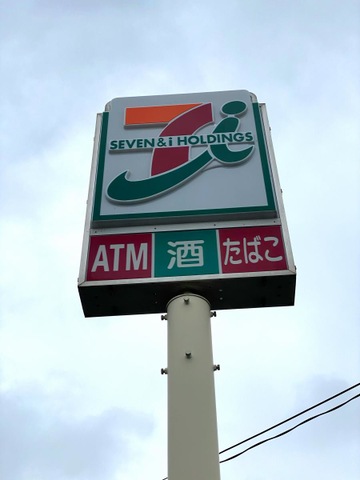 SEVEN & i HOLDINGS
ATM 酒 たばこ